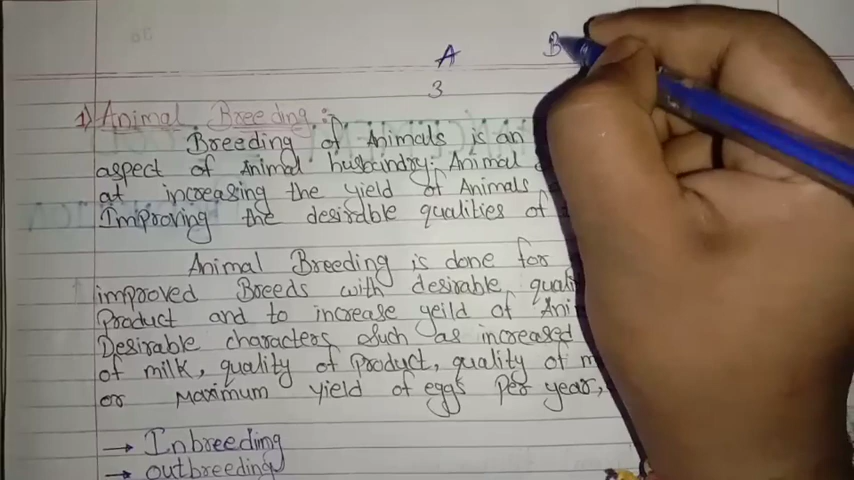 A B
3
1) Animal Breeding :
Breeding of Animals is an
aspect of Animal husbindry. Animal
at increasing the yield of Animals
Improving the desirable qualities of
Animal Breeding is done for
improved Breeds with desirable
Product and to increase yeild of
Desirable characters such as increased
of milk, quality of Product, quality of
or Maximum yield of eggs per year,
→ Inbreeding
→ outbreeding